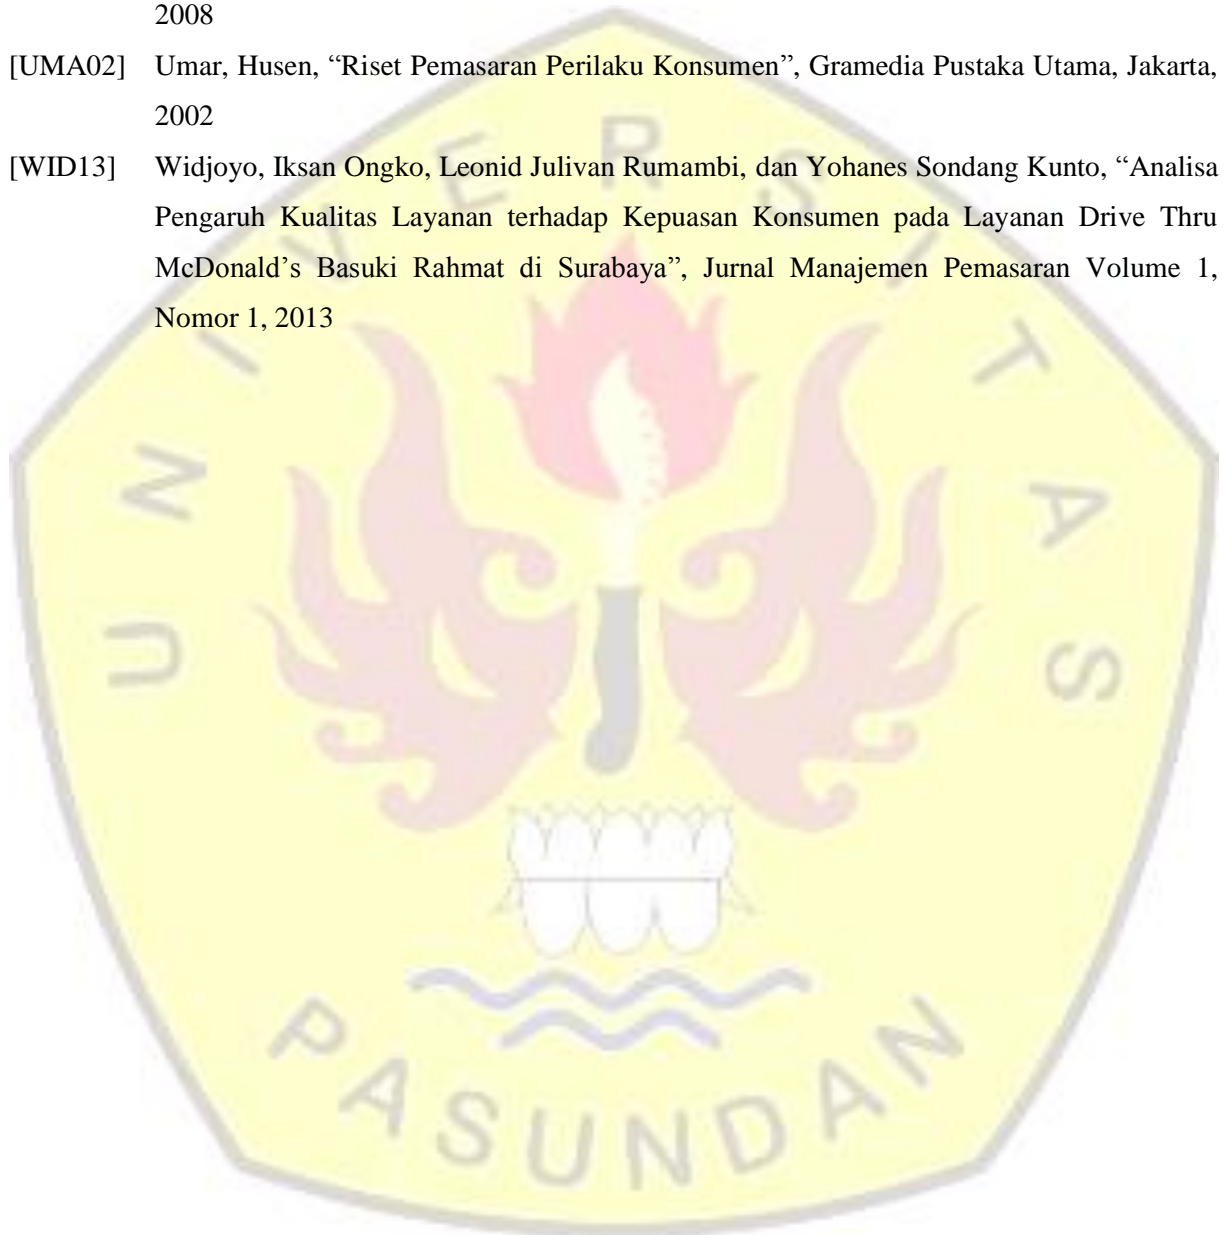 2008
[UMA02] Umar, Husen, “Riset Pemasaran Perilaku Konsumen”, Gramedia Pustaka Utama, Jakarta,
2002
[WID13] Widjoyo, Iksan Ongko, Leonid Julivan Rumambi, dan Yohanes Sondang Kunto, “Analisa
Pengaruh Kualitas Layanan terhadap Kepuasan Konsumen pada Layanan Drive Thru
McDonald’s Basuki Rahmat di Surabaya”, Jurnal Manajemen Pemasaran Volume 1,
Nomor 1, 2013
UNIVERSITAS
PASUNDAN